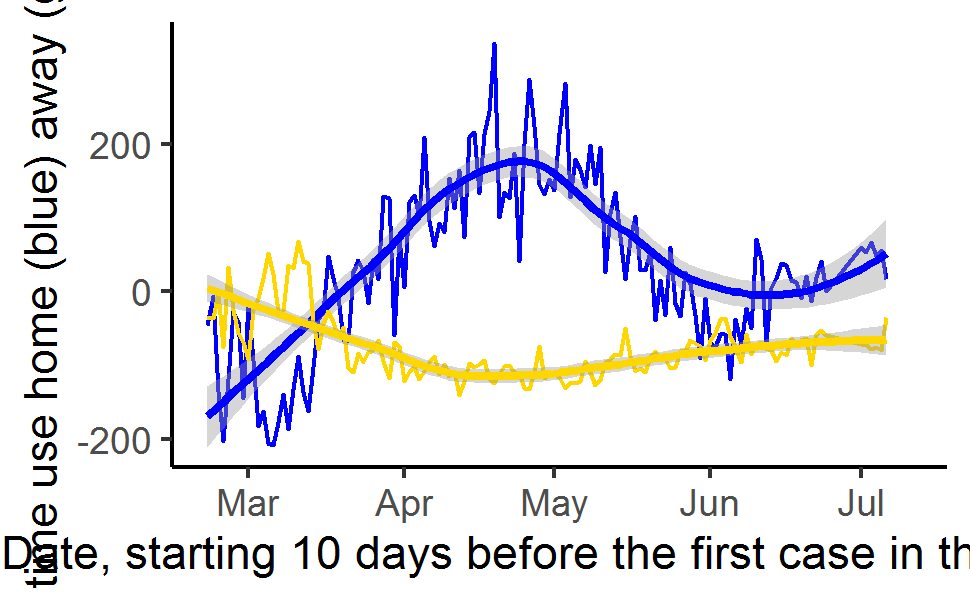 time use home (blue) away (
200
0
-200
Mar Apr May Jun Jul
Date, starting 10 days before the first case in th